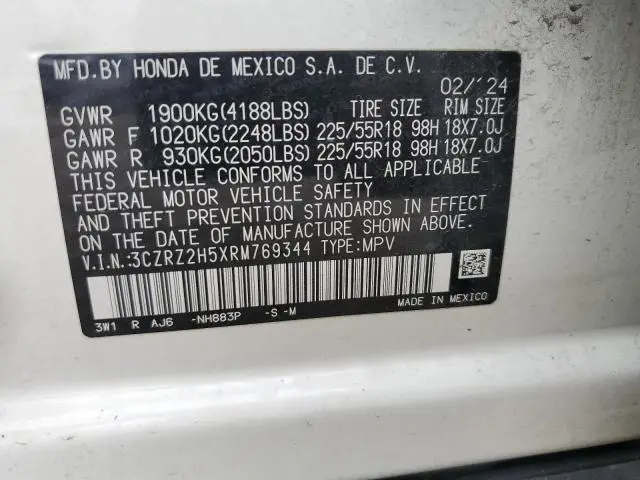 MFD.BY HONDA DE MEXICO S.A. DE C.V.
02/'24
GVWR 1900KG(4188LBS) TIRE SIZE RIM SIZE
GAWR F 1020KG(2248LBS) 225/55R18 98H 18X7.0J
GAWR R 930KG(2050LBS) 225/55R18 98H 18X7.0J
THIS VEHICLE CONFORMS TO ALL APPLICABLE
FEDERAL MOTOR VEHICLE SAFETY
AND THEFT PREVENTION STANDARDS IN EFFECT
ON THE DATE OF MANUFACTURE SHOWN ABOVE.
V.I.N.:3CZRZ2H5XRM769344 TYPE:MPV
MADE IN MEXICO
3W1 R AJ6 -NH883P -S -M